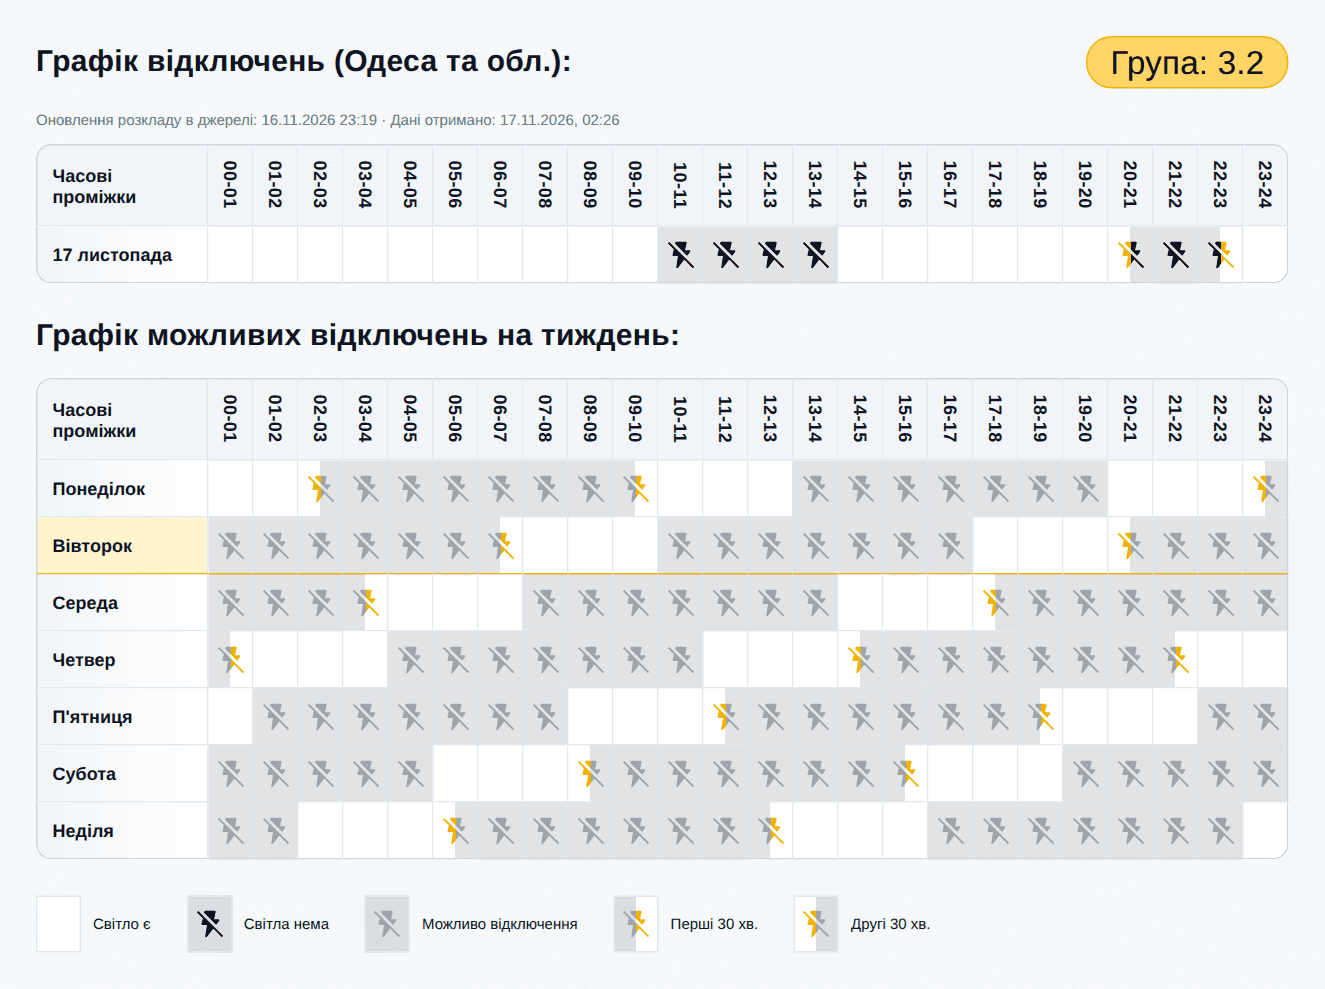 Графік відключень (Одеса та обл.):
Група: 3.2
Оновлення розкладу в джерелі: 16.11.2026 23:19 · Дані отримано: 17.11.2026, 02:26
Часові проміжки 00-01 01-02 02-03 03-04 04-05 05-06 06-07 07-08 08-09 09-10 10-11 11-12 12-13 13-14 14-15 15-16 16-17 17-18 18-19 19-20 20-21 21-22 22-23 23-24
17 листопада
Графік можливих відключень на тиждень:
Часові проміжки 00-01 01-02 02-03 03-04 04-05 05-06 06-07 07-08 08-09 09-10 10-11 11-12 12-13 13-14 14-15 15-16 16-17 17-18 18-19 19-20 20-21 21-22 22-23 23-24
Понеділок
Вівторок
Середа
Четвер
П'ятниця
Субота
Неділя
Світло є Світла нема Можливо відключення Перші 30 хв. Другі 30 хв.